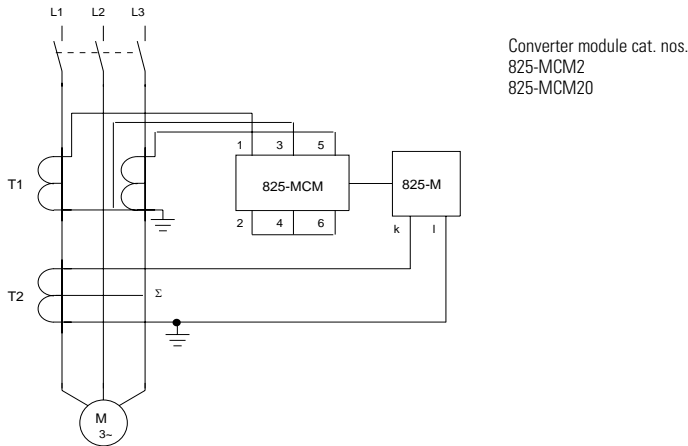 L1 L2 L3
Converter module cat. nos.
825-MCM2
825-MCM20
1 3 5
T1
825-MCM
825-M
2 4 6
k l
T2
Σ
M
3~